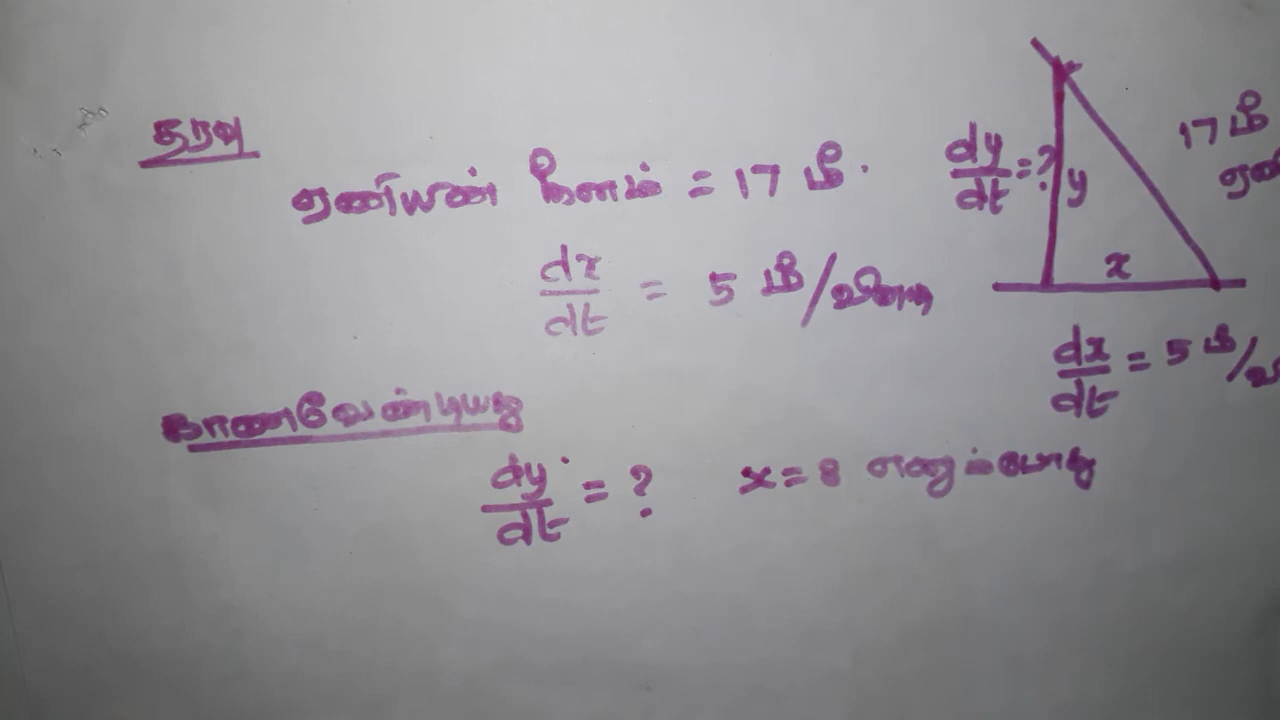 தரவு
ஏணியின் நீளம் = 17 மீ.
dx/dt = 5 மீ/வினாடி
காணவேண்டியது
dy/dt = ? x = 8 எனும்போது
dy/dt = ?
y
17 மீ
x
dx/dt = 5 மீ/வி